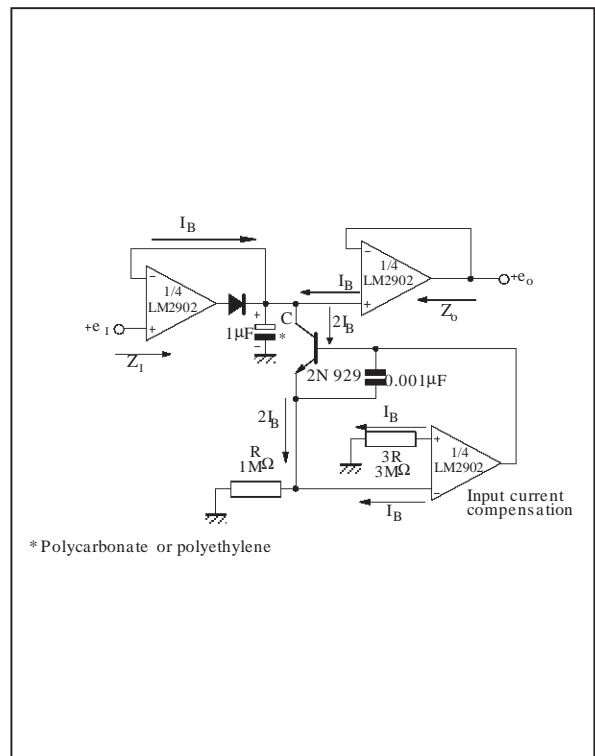 I_B
1/4
LM2902
+e_I
Z_I
−
+
+
1µF
*
−
C
I_B
2I_B
−
+
1/4
LM2902
+e_o
Z_o
2N 929
0.001µF
2I_B
R
1MΩ
I_B
3R
3MΩ
+
−
1/4
LM2902
I_B
Input current
compensation
* Polycarbonate or polyethylene